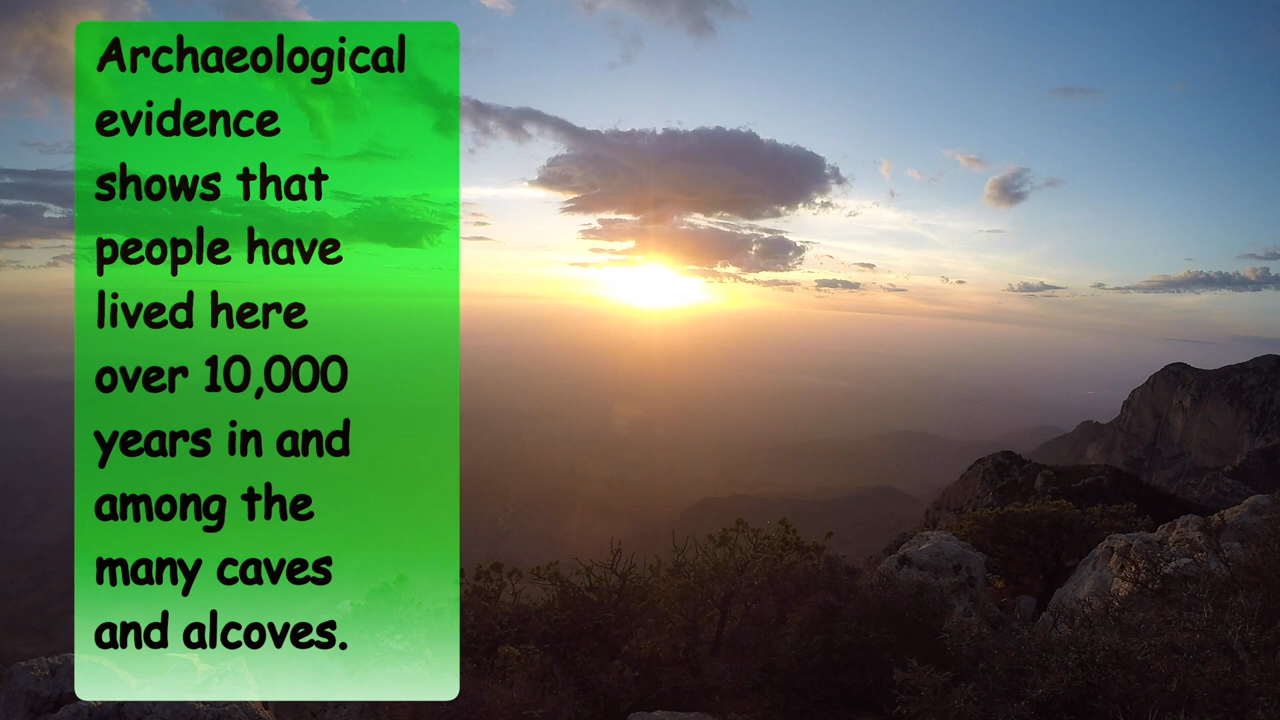 Archaeological
evidence
shows that
people have
lived here
over 10,000
years in and
among the
many caves
and alcoves.